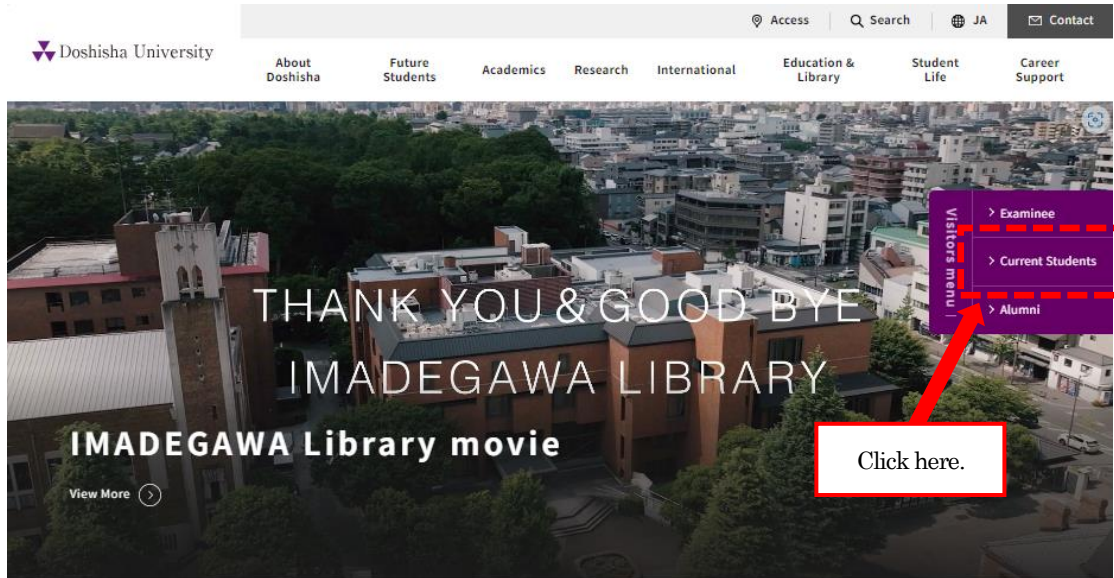 Access
Search
JA
Contact
Doshisha University
About
Doshisha
Future
Students
Academics
Research
International
Education &
Library
Student
Life
Career
Support
Visitors menu
> Examinee
> Current Students
> Alumni
THANK YOU & GOOD BYE
IMADEGAWA LIBRARY
IMADEGAWA Library movie
View More
Click here.